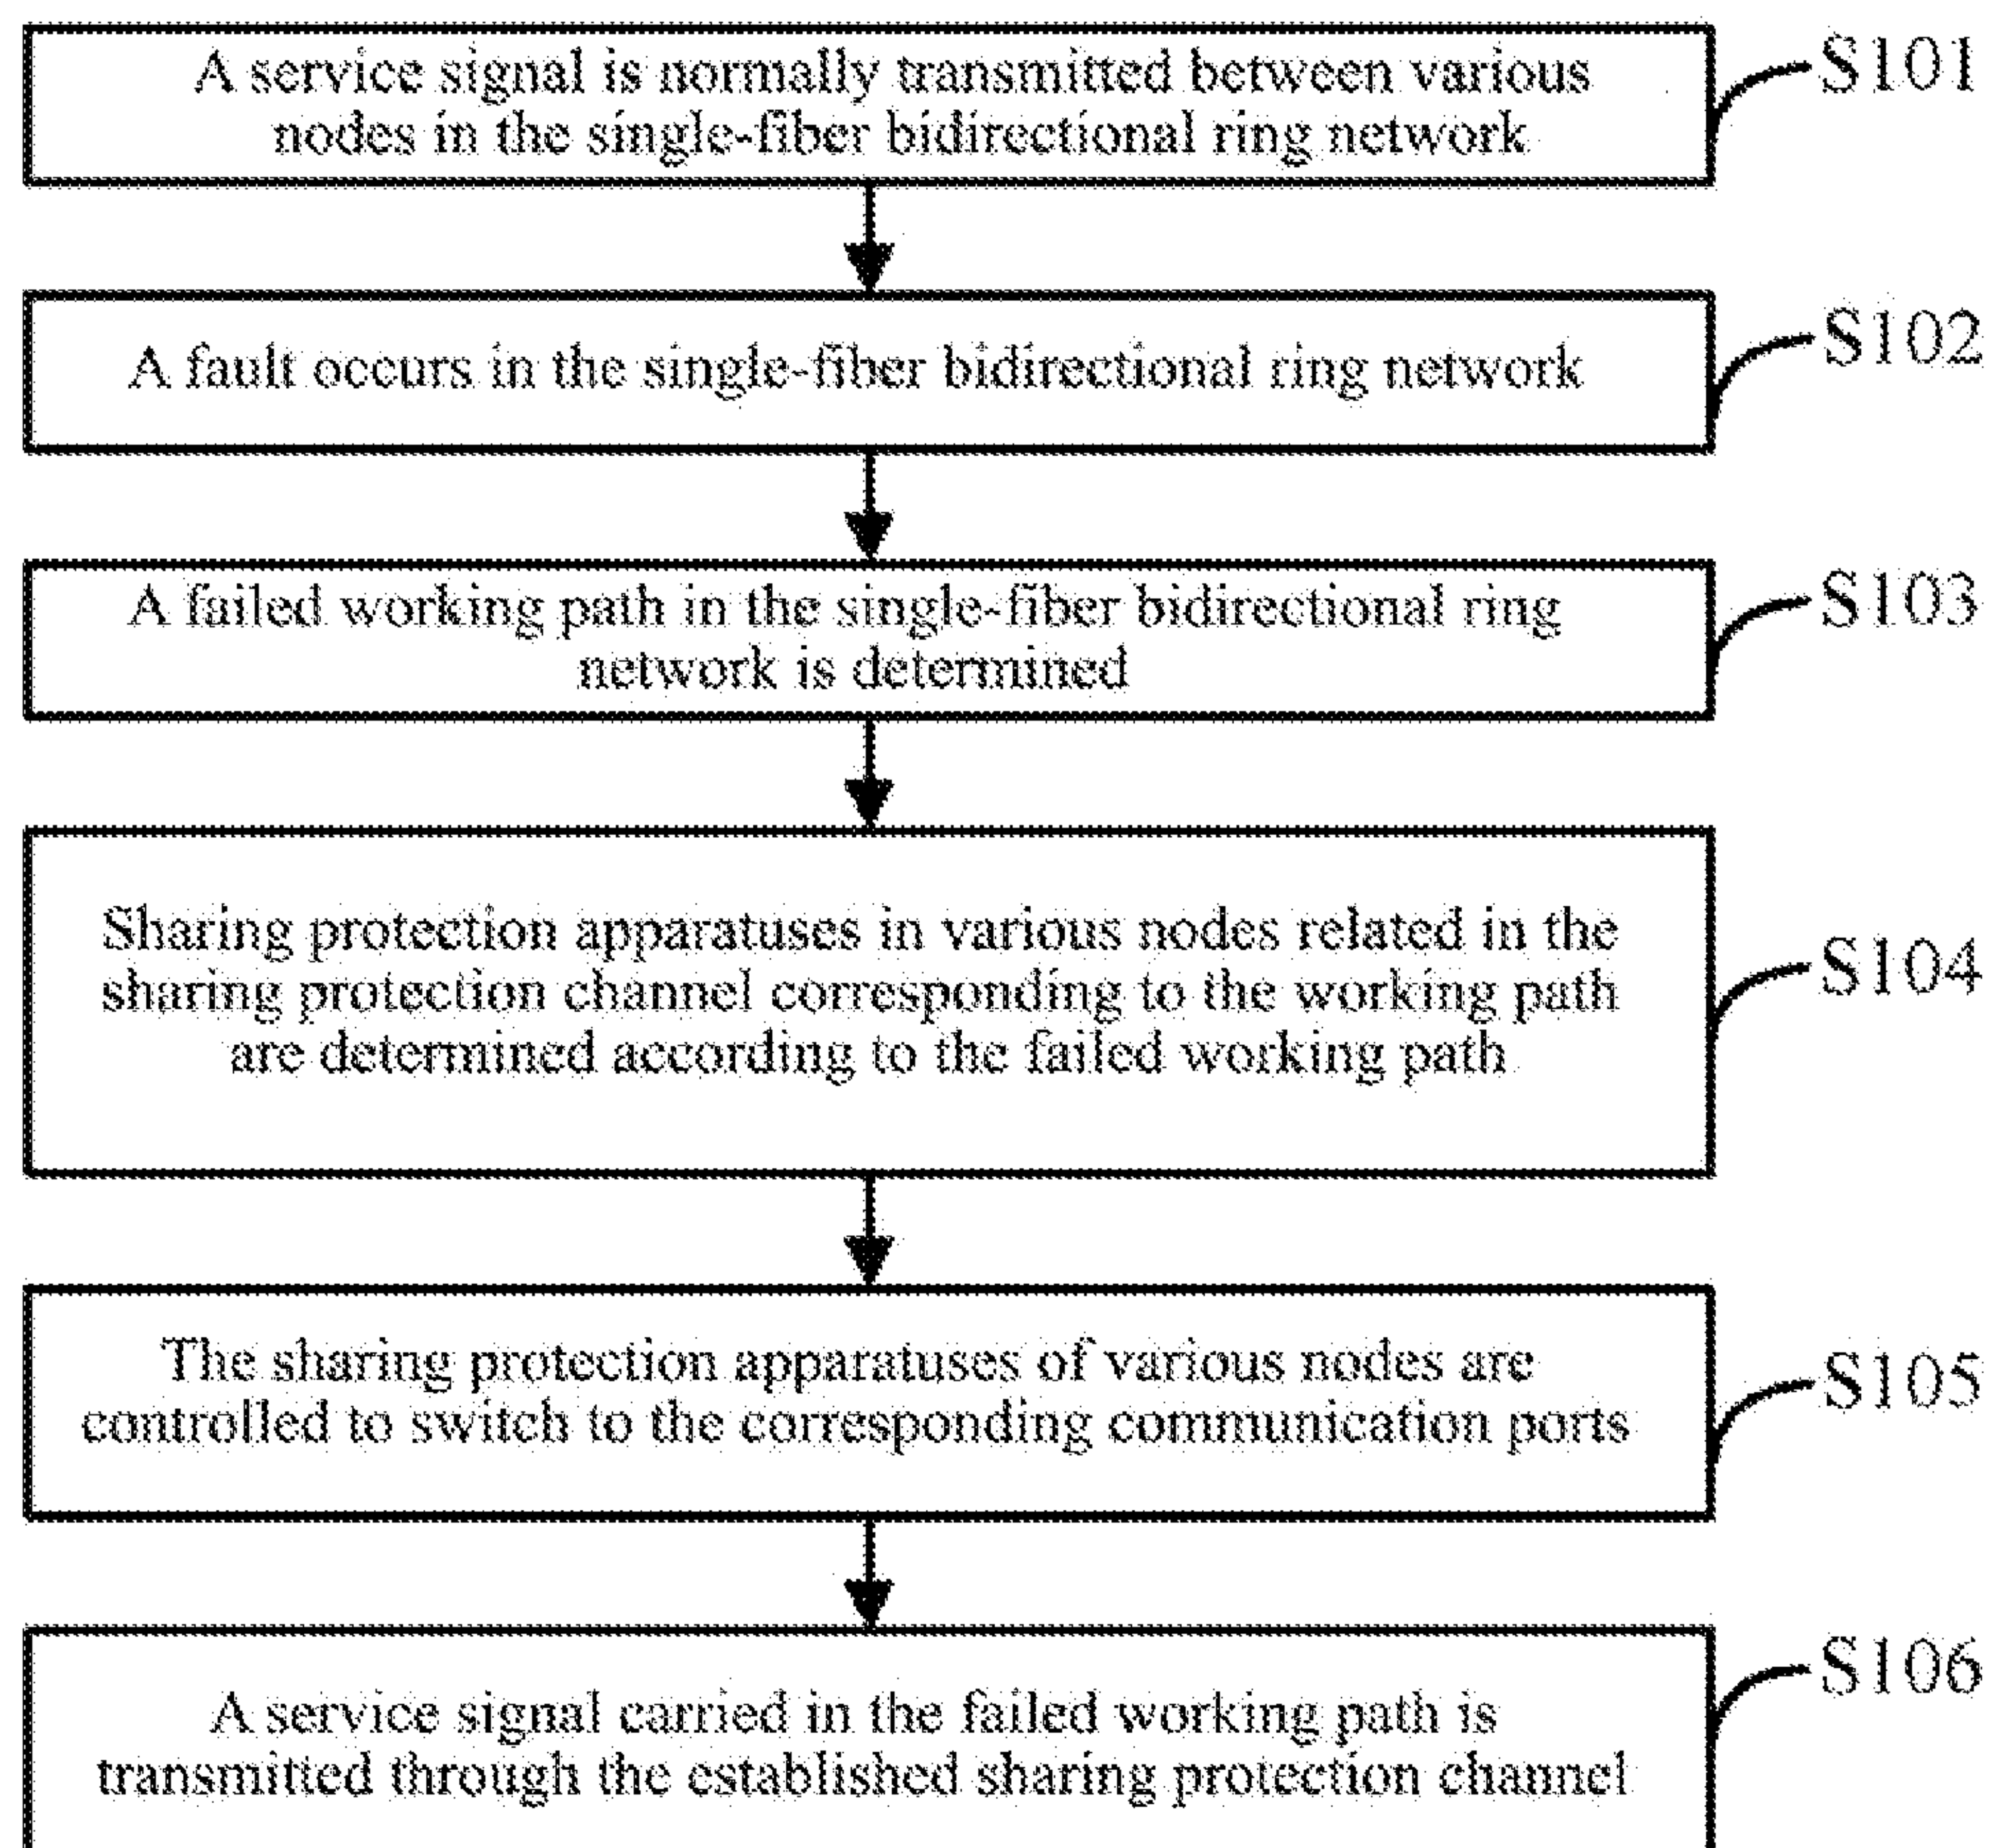 A service signal is normally transmitted between various
nodes in the single-fiber bidirectional ring network
S101
A fault occurs in the single-fiber bidirectional ring network
S102
A failed working path in the single-fiber bidirectional ring
network is determined
S103
Sharing protection apparatuses in various nodes related in the
sharing protection channel corresponding to the working path
are determined according to the failed working path
S104
The sharing protection apparatuses of various nodes are
controlled to switch to the corresponding communication ports
S105
A service signal carried in the failed working path is
transmitted through the established sharing protection channel
S106